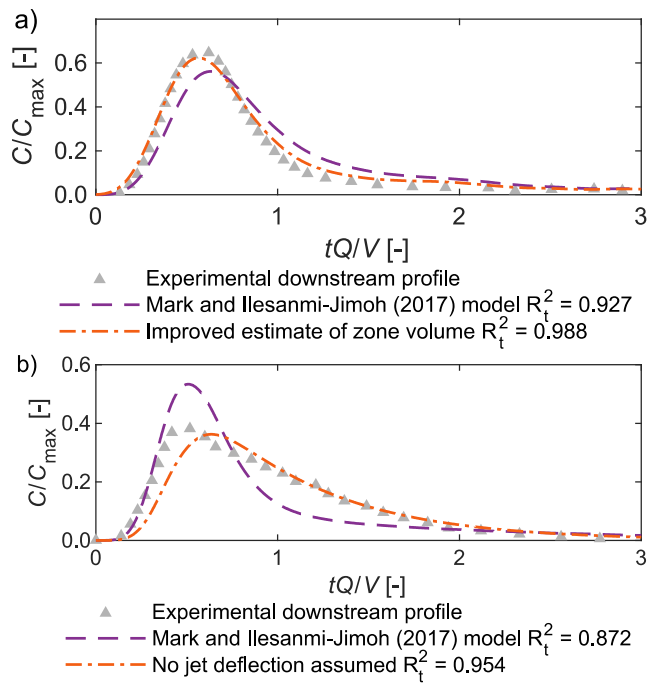 a)
C/Cmax [-]
0.6
0.4
0.2
0.0
0 1 2 3
tQ/V [-]
Experimental downstream profile
Mark and Ilesanmi-Jimoh (2017) model R²t = 0.927
Improved estimate of zone volume R²t = 0.988
b)
C/Cmax [-]
0.6
0.4
0.2
0.0
0 1 2 3
tQ/V [-]
Experimental downstream profile
Mark and Ilesanmi-Jimoh (2017) model R²t = 0.872
No jet deflection assumed R²t = 0.954